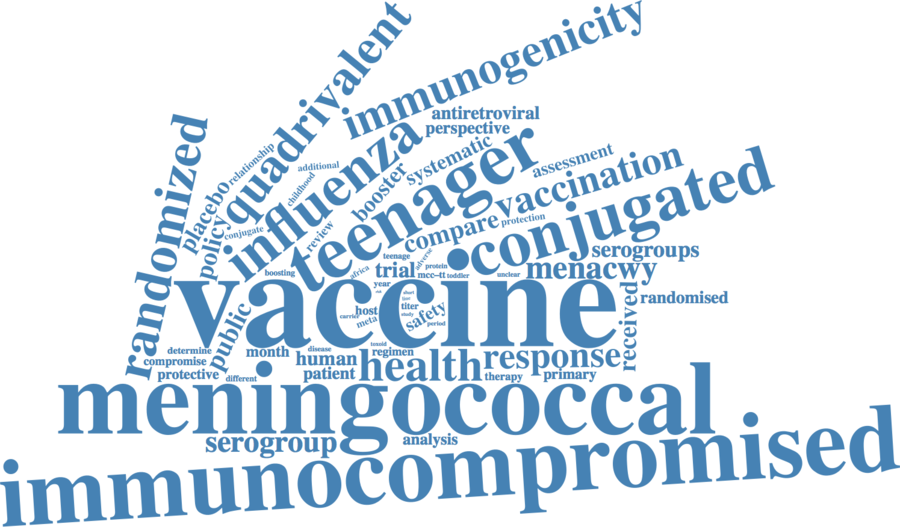 quadrivalent
immunogenicity
randomized
influenza
antiretroviral
perspective
relationship
additional
childhood
placebo
policy
conjugate
review
booster
systematic
teenager
assessment
vaccination
compare
protection
conjugated
serogroups
menacwy
teenage
adverse
boosting
africa
trial
protein
mcc-tt
toddler
unclear
year
vaccine
short
titer
study
host
carrier
meta
safety
period
received
randomised
public
determine
compromise
protective
different
month
disease
human
patient
toxoid
regimen
health
response
therapy
primary
meningococcal
serogroup
analysis
immunocompromised